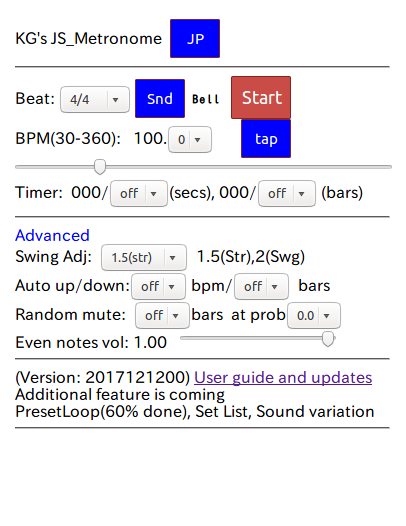 KG's JS_Metronome JP
Beat: 4/4 Snd Bell Start
BPM(30-360): 100. 0 tap
Timer: 000/ off (secs), 000/ off (bars)
Advanced
Swing Adj: 1.5(str) 1.5(Str),2(Swg)
Auto up/down: off bpm/ off bars
Random mute: off bars at prob 0.0
Even notes vol: 1.00
(Version: 2017121200) User guide and updates
Additional feature is coming
PresetLoop(60% done), Set List, Sound variation